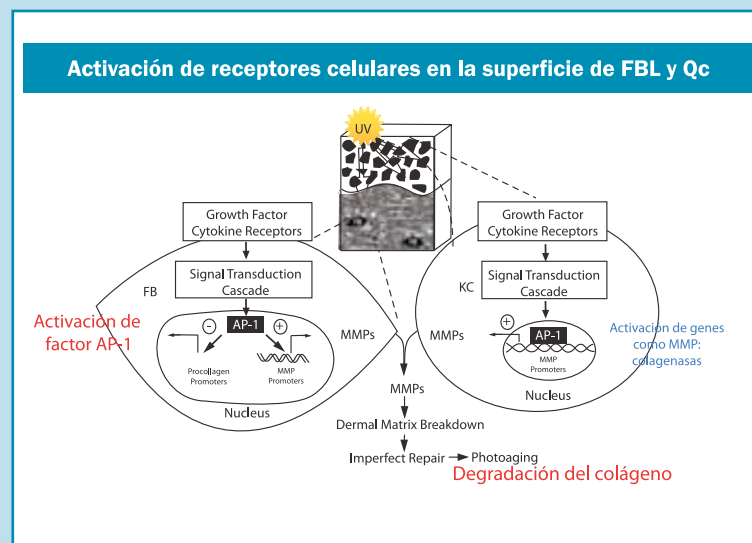 Activación de receptores celulares en la superficie de FBL y Qc
UV
Growth Factor
Cytokine Receptors
Signal Transduction
Cascade
FB
AP-1
-
+
Procollagen
Promoters
MMP
Promoters
Nucleus
Activación de
factor AP-1
MMPs
Growth Factor
Cytokine Receptors
Signal Transduction
Cascade
KC
+
AP-1
MMP
Promoters
Nucleus
MMPs
Activación de genes
como MMP:
colagenasas
MMPs
Dermal Matrix Breakdown
Imperfect Repair
Photoaging
Degradación del colágeno